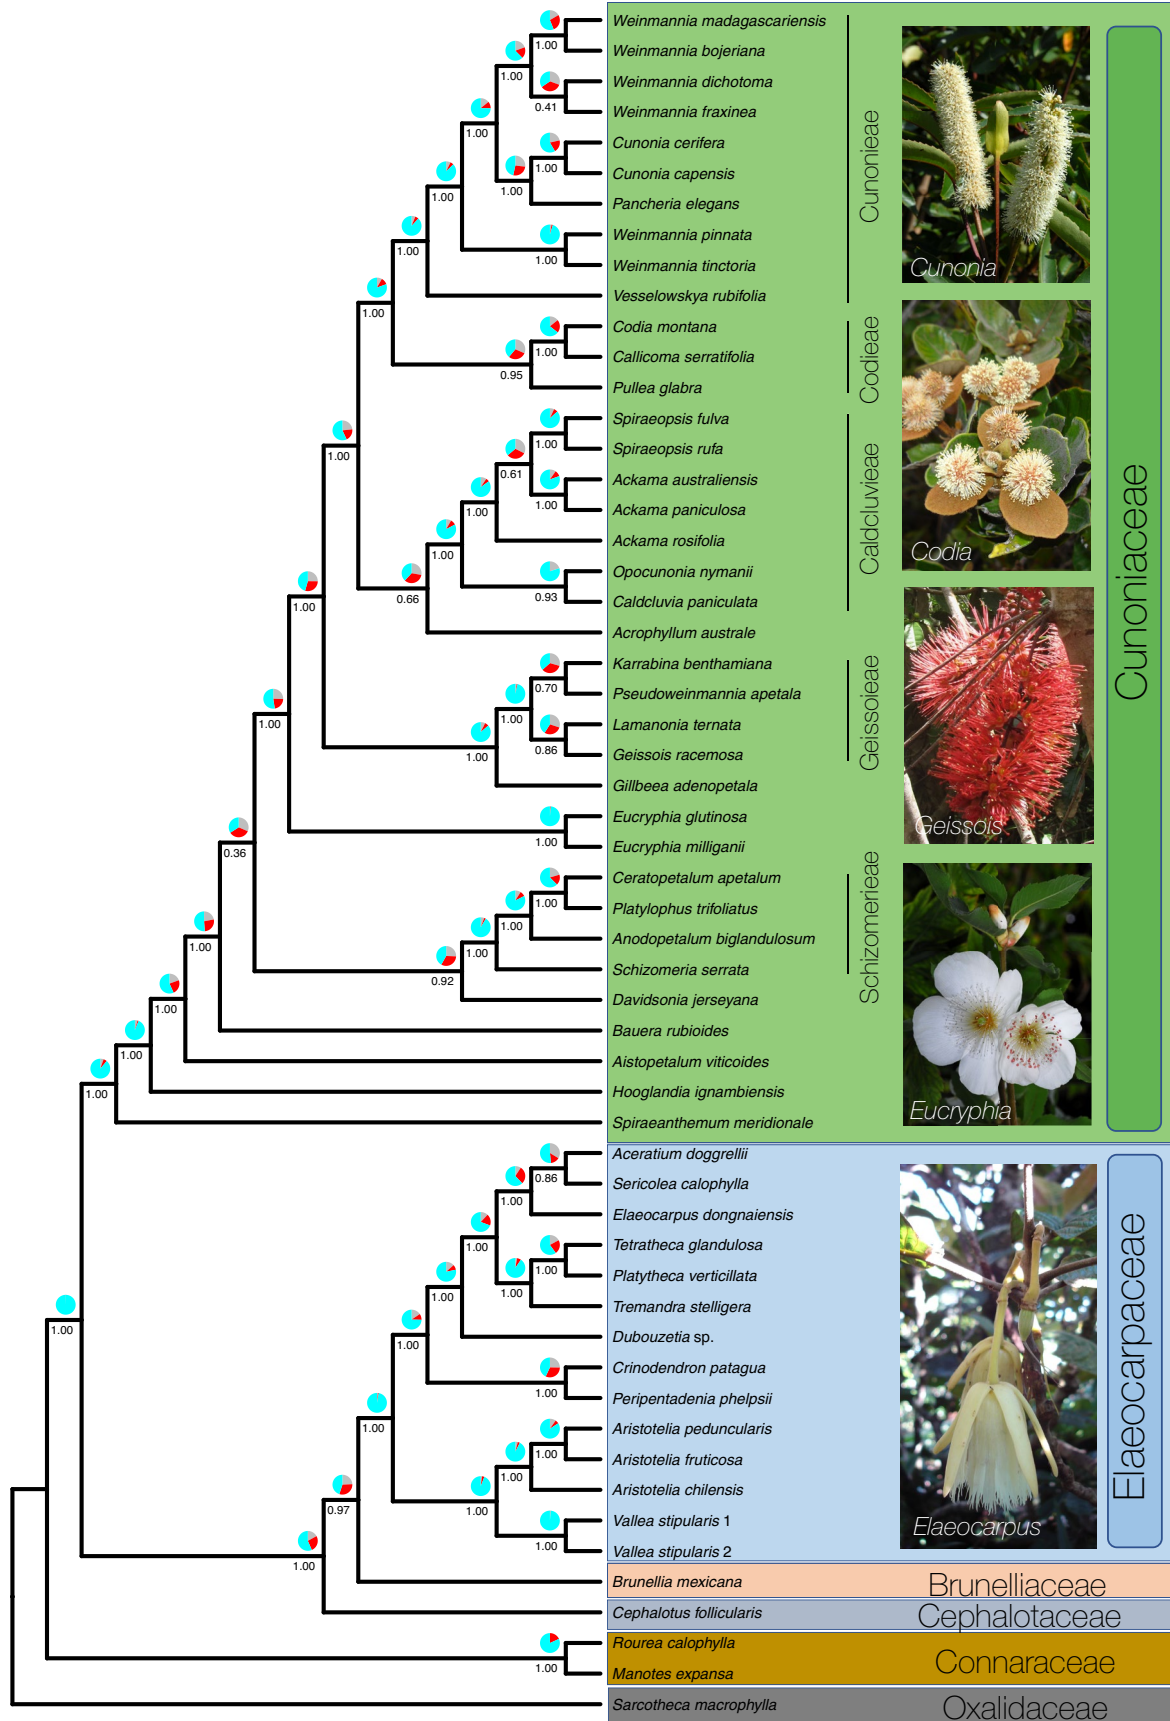 Weinmannia madagascariensis
1.00
Weinmannia bojeriana
1.00
Weinmannia dichotoma
0.41
Weinmannia fraxinea
1.00
Cunonia cerifera
1.00
Cunonia capensis
1.00
Pancheria elegans
1.00
Weinmannia pinnata
1.00
Weinmannia tinctoria
1.00
Vesselowskya rubifolia
1.00
Cunonieae
Cunonia
Codia montana
1.00
Callicoma serratifolia
0.95
Pullea glabra
Codieae
1.00
Spiraeopsis fulva
1.00
Spiraeopsis rufa
0.61
Ackama australiensis
1.00
Ackama paniculosa
1.00
Ackama rosifolia
1.00
Opocunonia nymanii
0.93
Caldcluvia paniculata
0.66
Acrophyllum australe
Caldcluvieae
Codia
1.00
Karrabina benthamiana
0.70
Pseudoweinmannia apetala
1.00
Lamanonia ternata
0.86
Geissois racemosa
1.00
Gillbeea adenopetala
Geissoieae
Geissois
1.00
Eucryphia glutinosa
1.00
Eucryphia milliganii
0.36
Ceratopetalum apetalum
1.00
Platylophus trifoliatus
1.00
Anodopetalum biglandulosum
1.00
Schizomeria serrata
0.92
Davidsonia jerseyana
Schizomerieae
1.00
Bauera rubioides
1.00
Aistopetalum viticoides
1.00
Hooglandia ignambiensis
1.00
Spiraeanthemum meridionale
Eucryphia
Cunoniaceae
Aceratium doggrellii
0.86
Sericolea calophylla
1.00
Elaeocarpus dongnaiensis
1.00
Tetratheca glandulosa
1.00
Platytheca verticillata
1.00
Tremandra stelligera
1.00
Dubouzetia sp.
1.00
Crinodendron patagua
1.00
Peripentadenia phelpsii
1.00
Aristotelia peduncularis
1.00
Aristotelia fruticosa
1.00
Aristotelia chilensis
1.00
Vallea stipularis 1
1.00
Vallea stipularis 2
Elaeocarpus
Elaeocarpaceae
0.97
Brunellia mexicana
Brunelliaceae
1.00
Cephalotus follicularis
Cephalotaceae
1.00
Rourea calophylla
1.00
Manotes expansa
Connaraceae
Sarcotheca macrophylla
Oxalidaceae